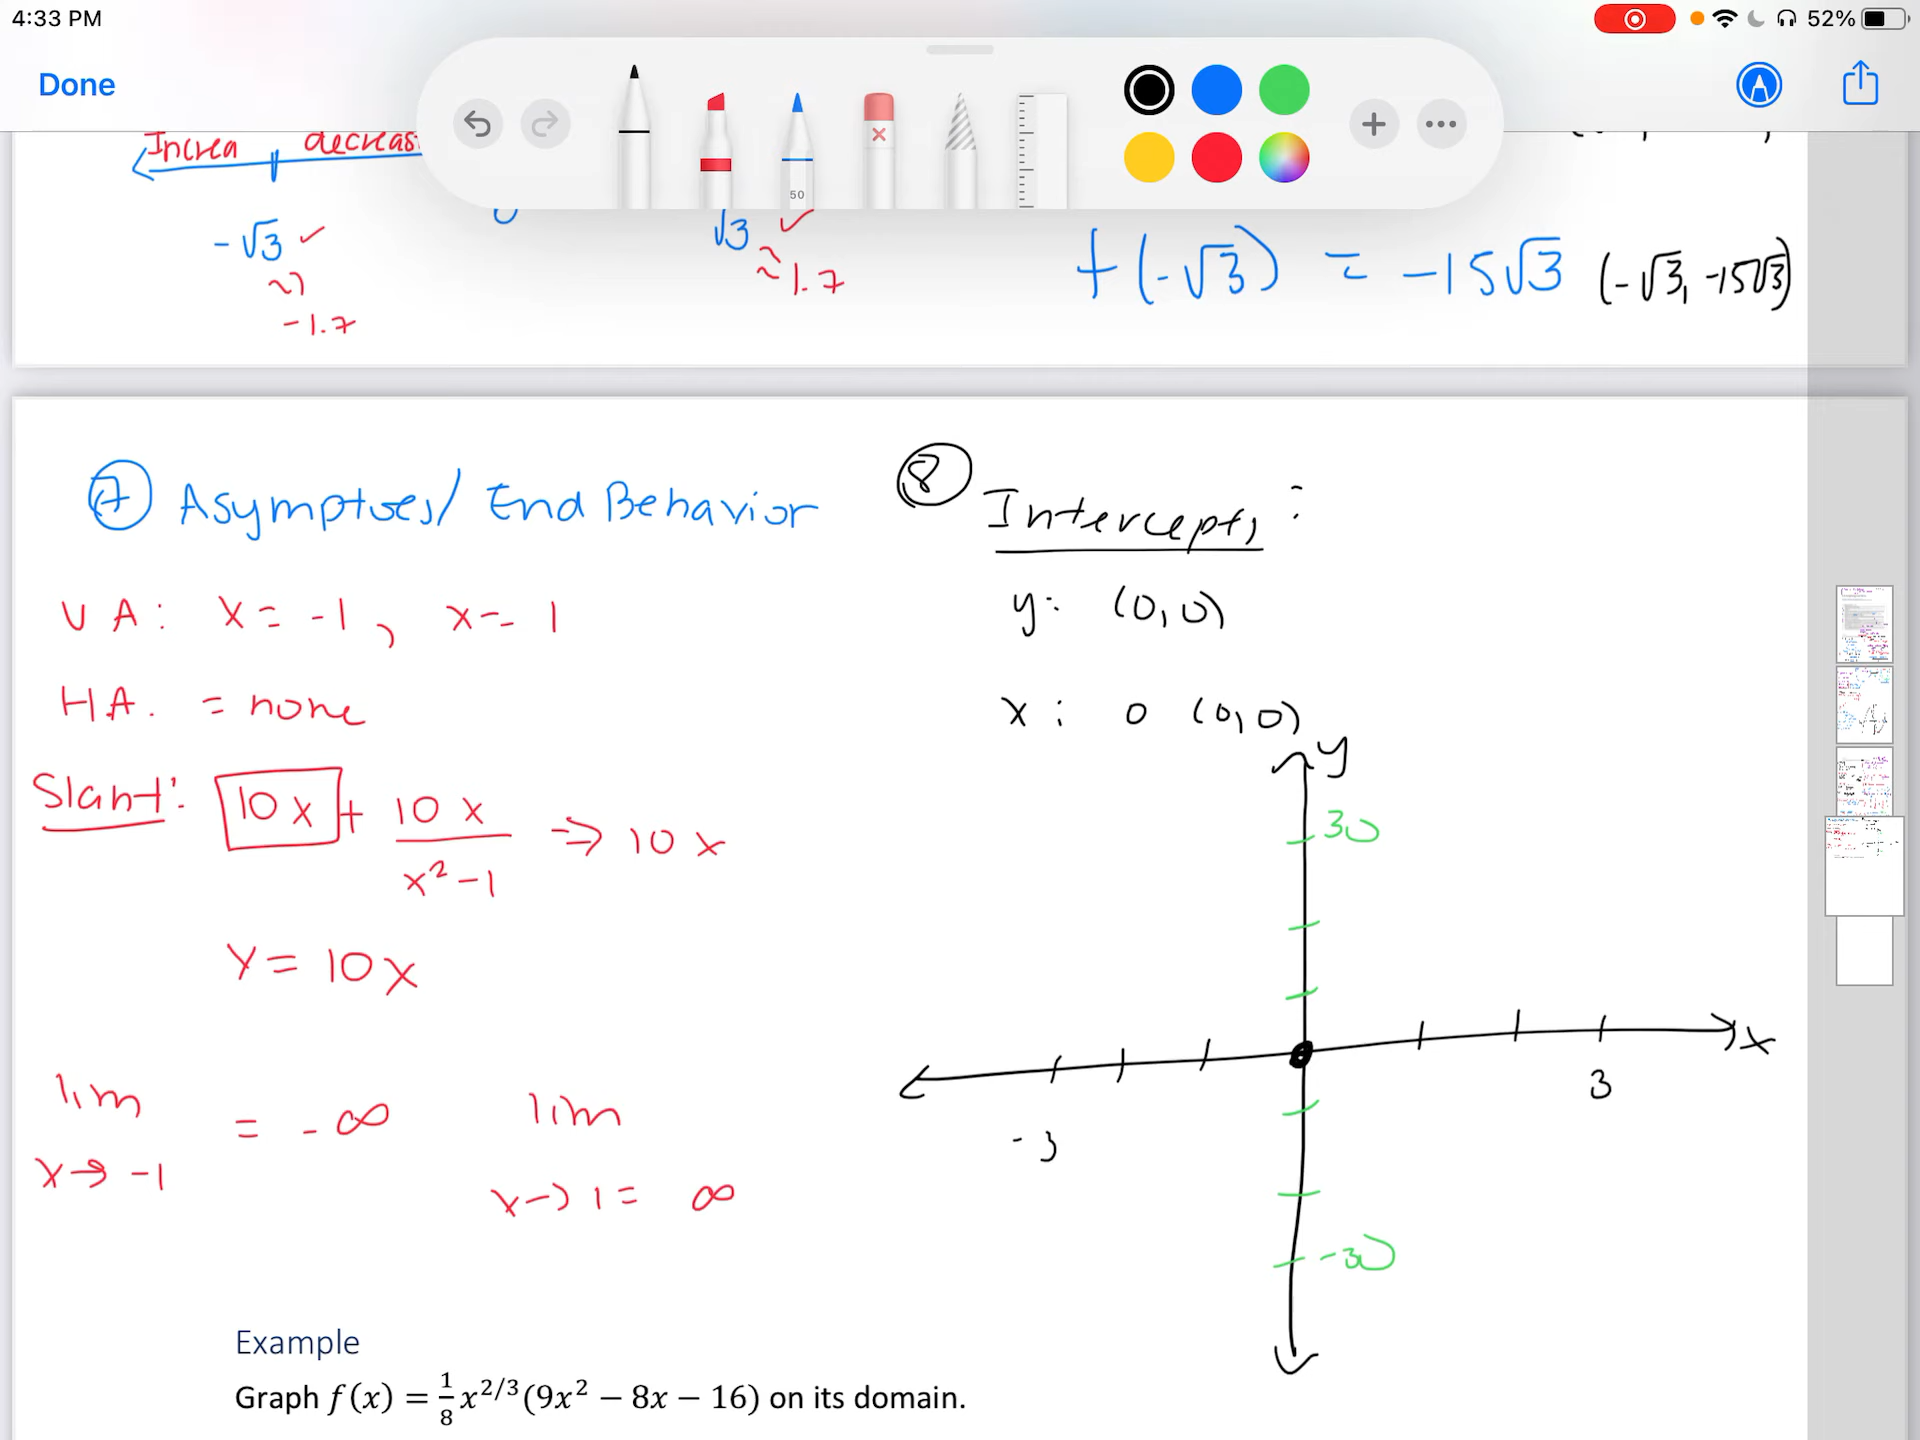 4:33 PM
52%
Done
50
Increa decreas
-√3 ✓
≈
-1.7
0
√3 ✓
≈ 1.7
f(-√3) = -15√3 (-√3, -15√3)
⑦ Asymptoes/ End Behavior
VA: x = -1, x = 1
HA. = none
Slant: 10x + 10x / x² - 1 => 10x
y = 10x
lim x→ -1 = -∞
lim x→ 1 = ∞
⑧ Intercepts:
y: (0,0)
x: 0 (0,0)
y
30
x
3
-3
-30
Example
Graph f(x) = 1/8 x^2/3 (9x² − 8x − 16) on its domain.